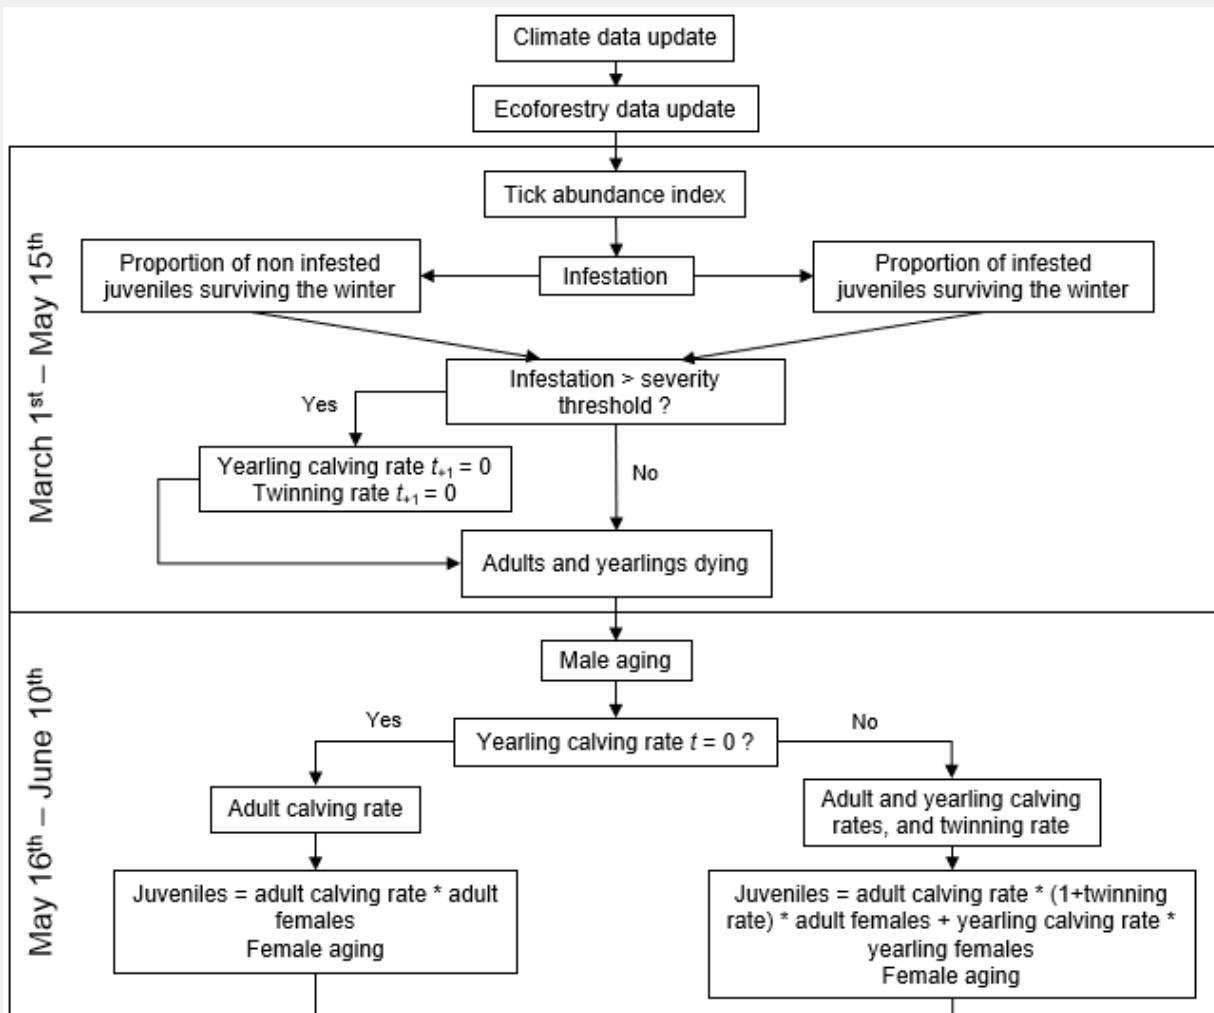 Climate data update
Ecoforestry data update
March 1st – May 15th
Tick abundance index
Proportion of non infested
juveniles surviving the winter
Infestation
Proportion of infested
juveniles surviving the winter
Infestation > severity
threshold ?
Yes
No
Yearling calving rate t+1 = 0
Twinning rate t+1 = 0
Adults and yearlings dying
May 16th – June 10th
Male aging
Yearling calving rate t = 0 ?
Yes
No
Adult calving rate
Adult and yearling calving
rates, and twinning rate
Juveniles = adult calving rate * adult
females
Female aging
Juveniles = adult calving rate * (1+twinning
rate) * adult females + yearling calving rate *
yearling females
Female aging